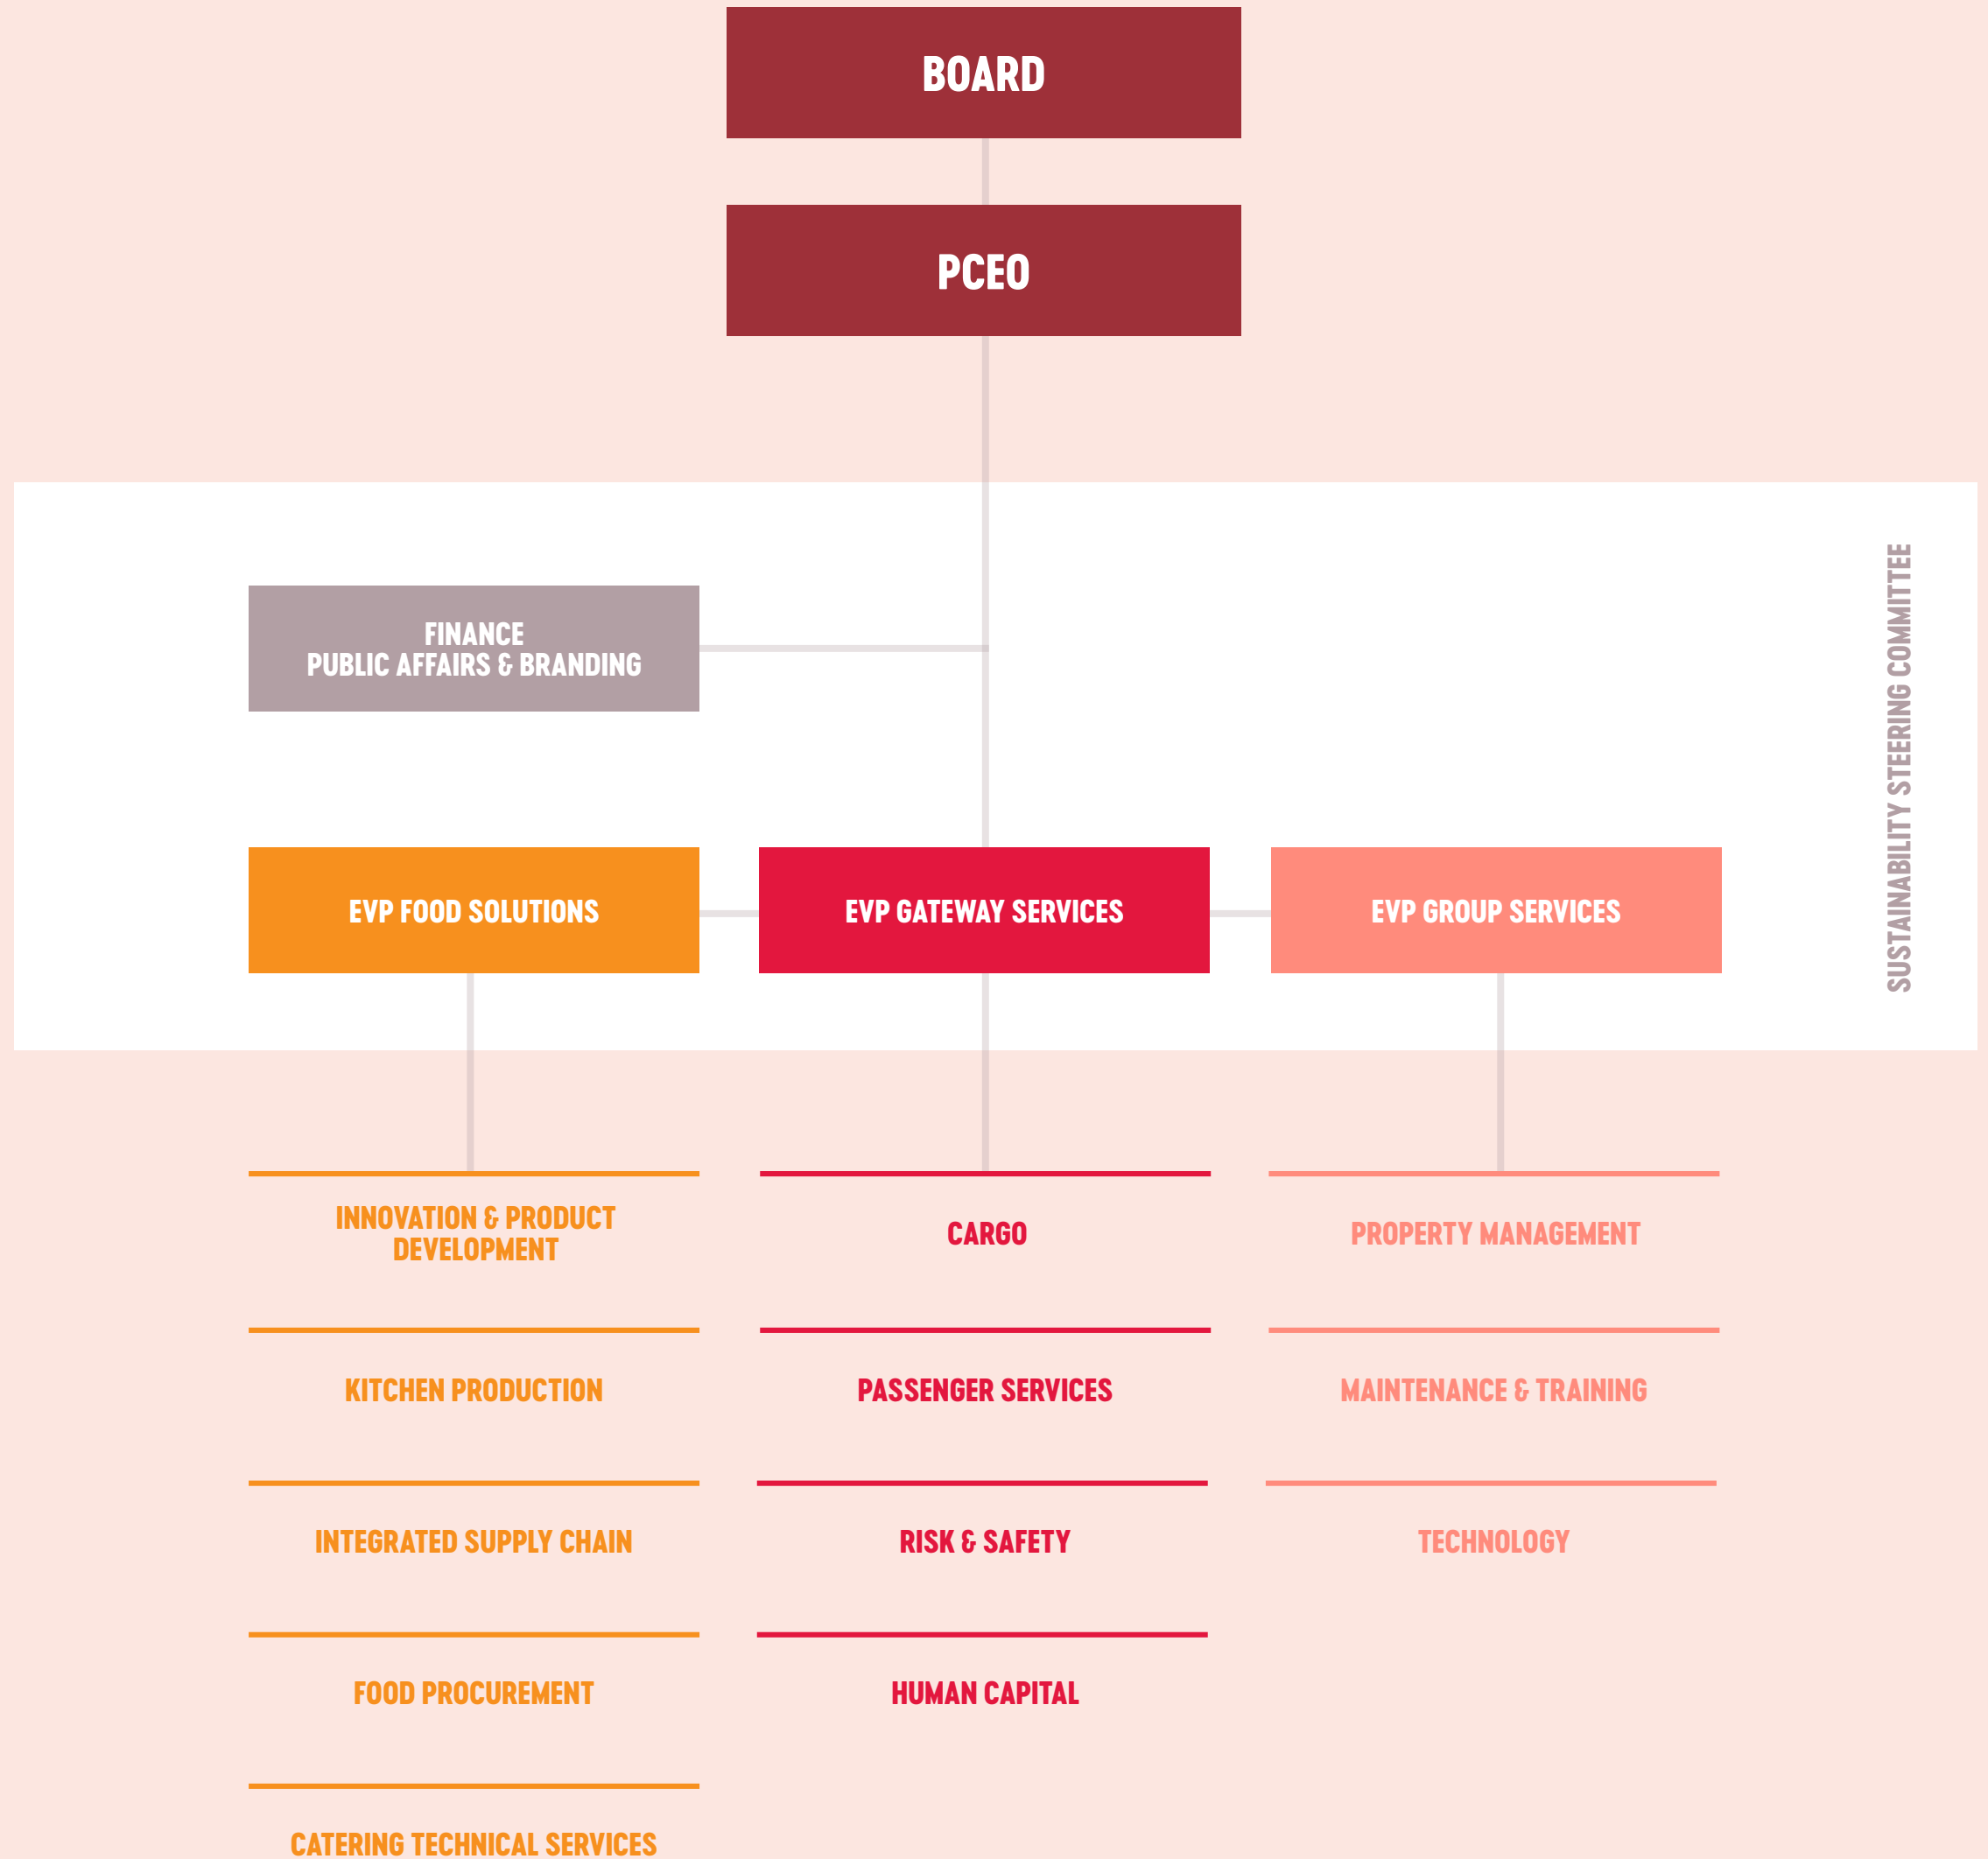 BOARD
PCEO
FINANCE
PUBLIC AFFAIRS & BRANDING
SUSTAINABILITY STEERING COMMITTEE
EVP FOOD SOLUTIONS
EVP GATEWAY SERVICES
EVP GROUP SERVICES
INNOVATION & PRODUCT
DEVELOPMENT
KITCHEN PRODUCTION
INTEGRATED SUPPLY CHAIN
FOOD PROCUREMENT
CATERING TECHNICAL SERVICES
CARGO
PASSENGER SERVICES
RISK & SAFETY
HUMAN CAPITAL
PROPERTY MANAGEMENT
MAINTENANCE & TRAINING
TECHNOLOGY